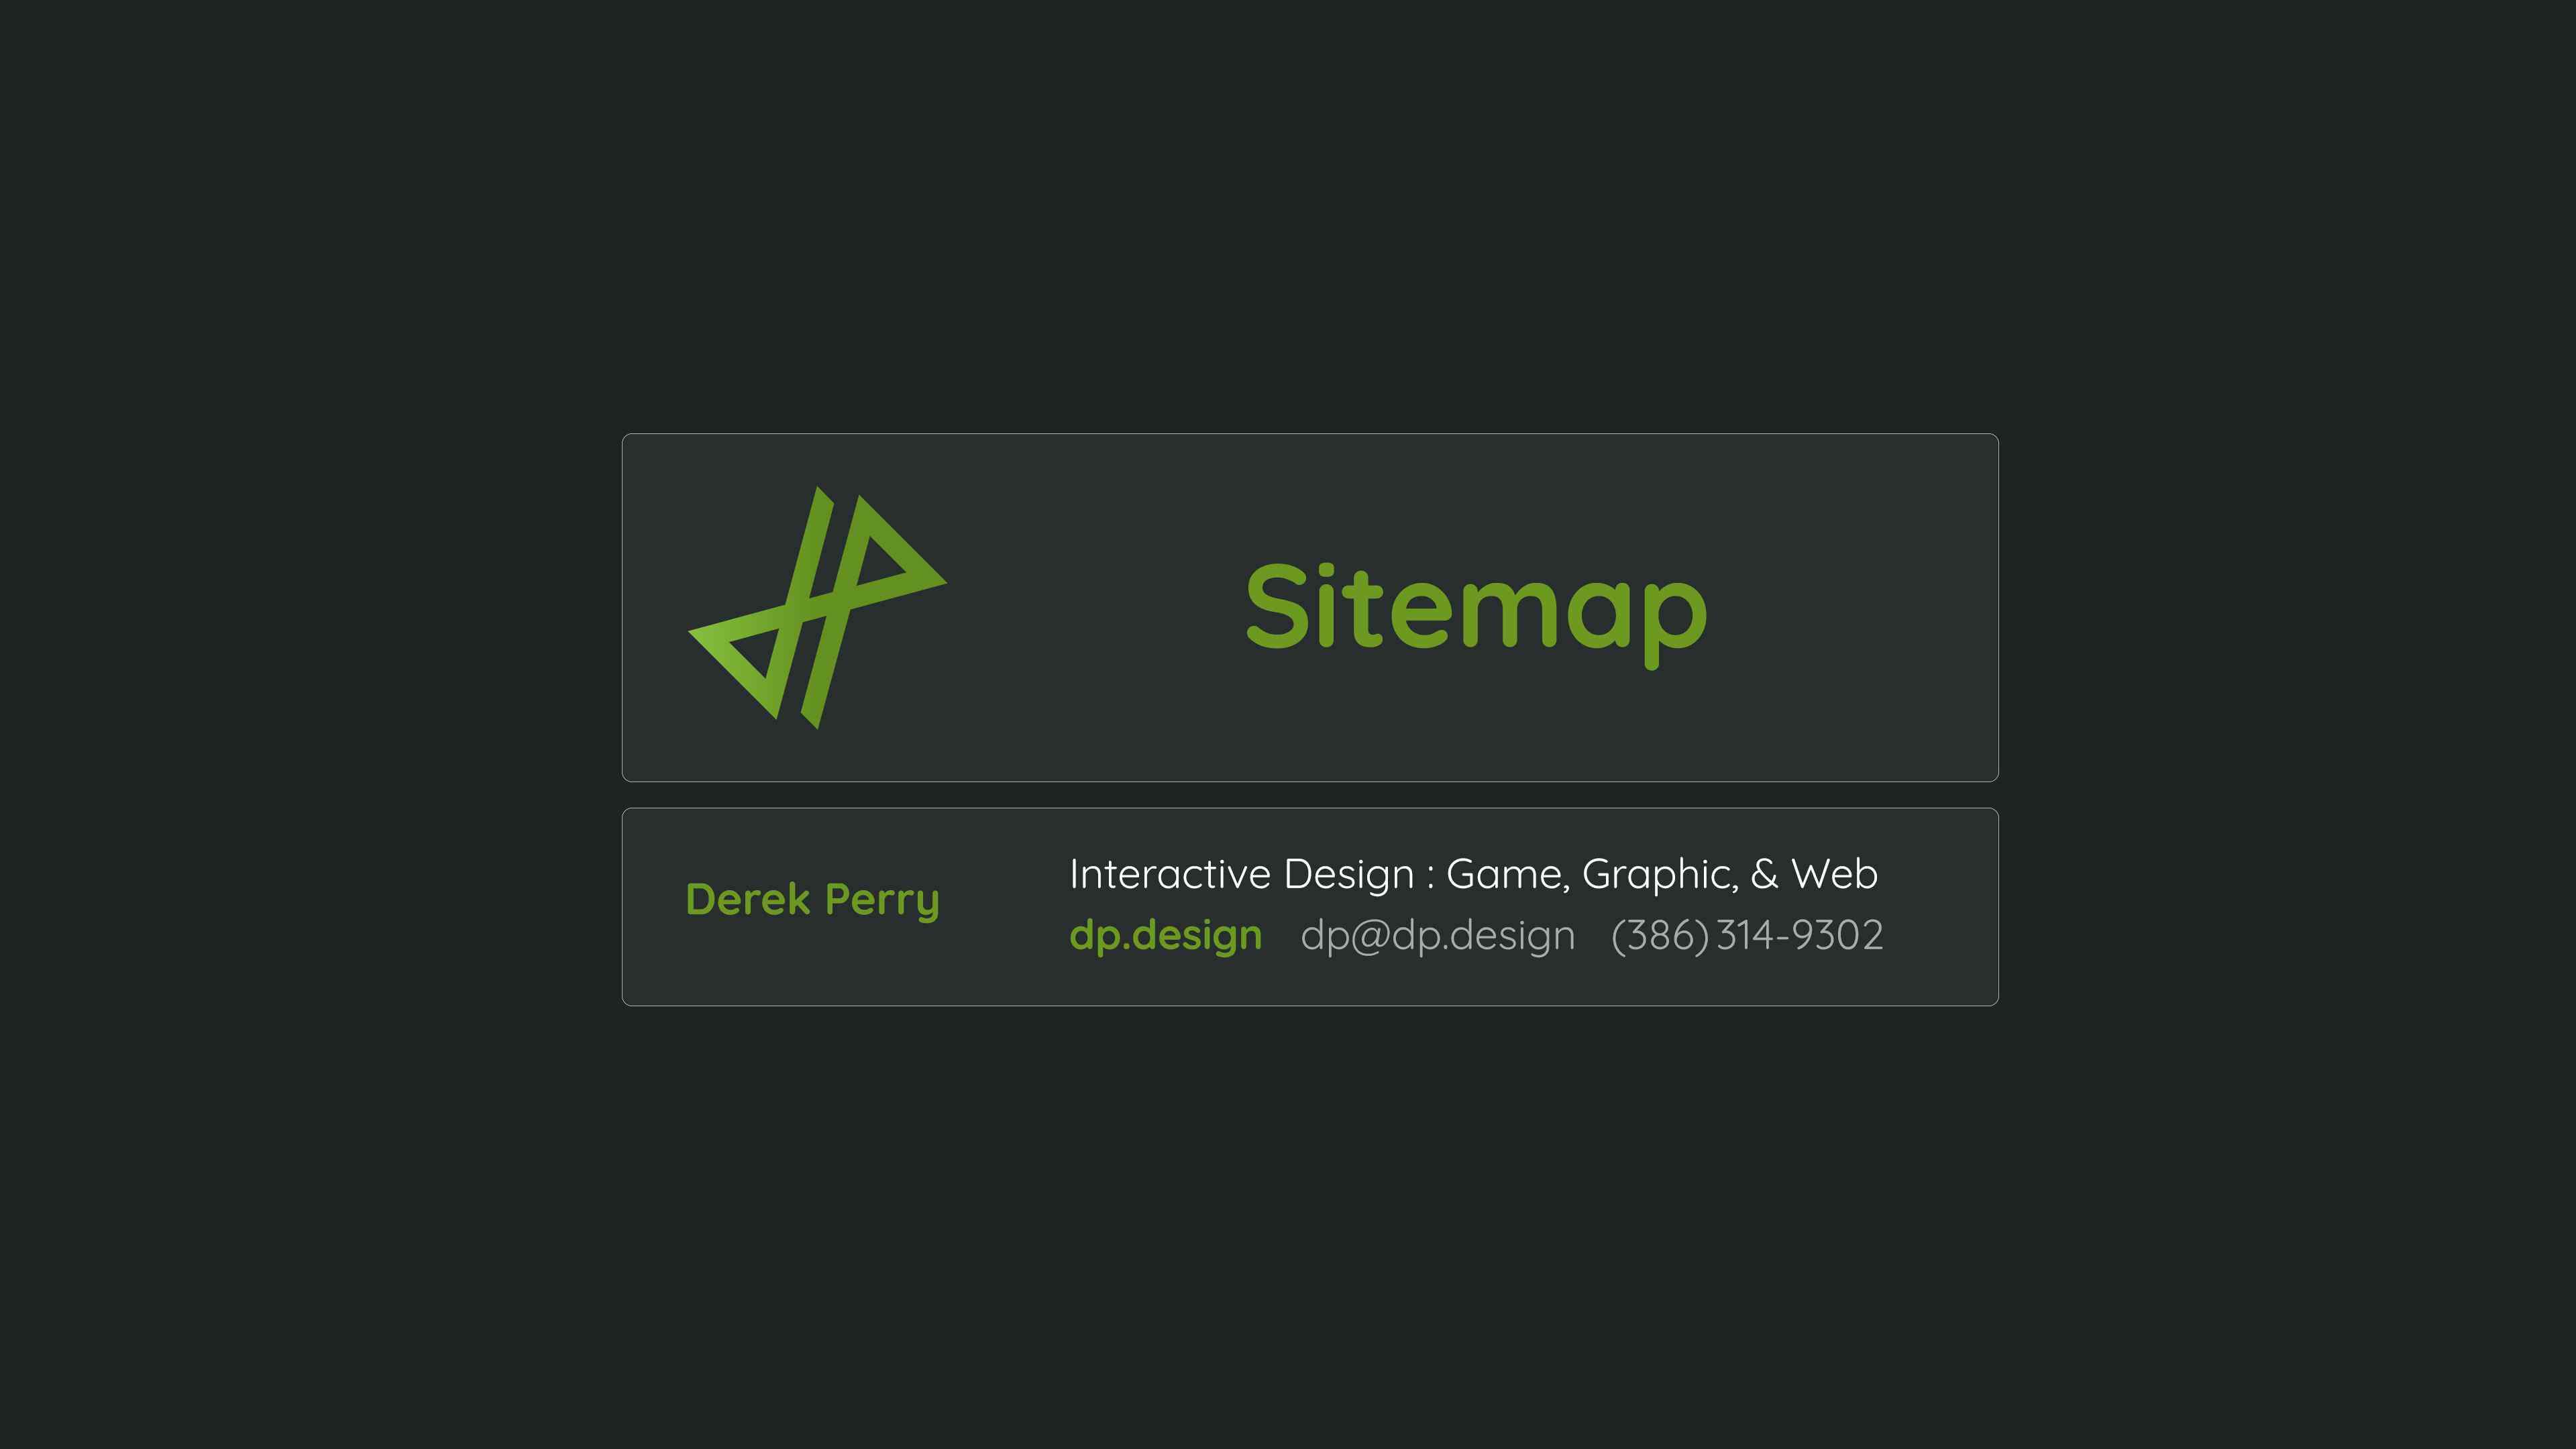 Sitemap
Derek Perry
Interactive Design : Game, Graphic, & Web
dp.design dp@dp.design (386) 314-9302